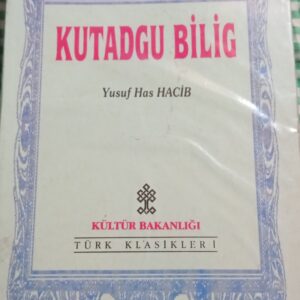 KUTADGU BİLİG
Yusuf Has HACİB
KÜLTÜR BAKANLIĞI
TÜRK KLASİKLERİ